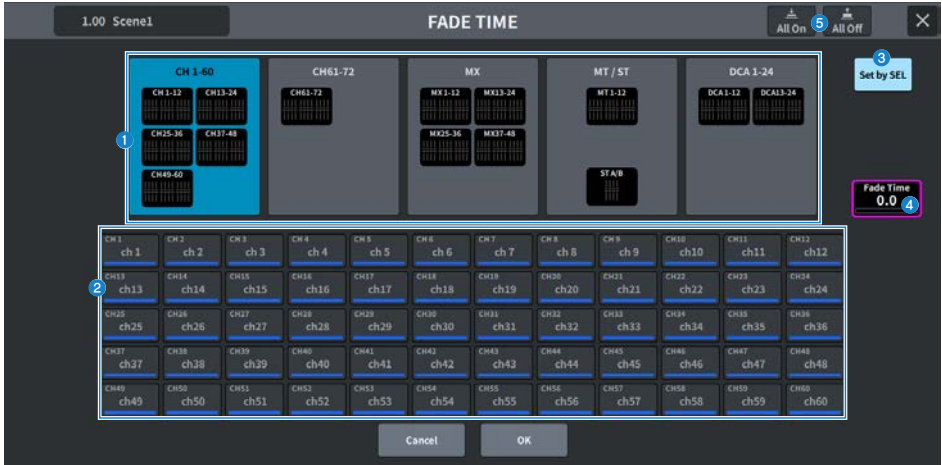 1.00 Scene1
FADE TIME
All On
5
All Off
3
Set by SEL
CH 1-60
CH61-72
MX
MT / ST
DCA 1-24
CH 1-12
CH13-24
CH61-72
MX 1-12
MX13-24
MT 1-12
DCA 1-12
DCA13-24
1
CH25-36
CH37-48
MX25-36
MX37-48
CH49-60
ST A/B
Fade Time
0.0
4
CH 1 CH 2 CH 3 CH 4 CH 5 CH 6 CH 7 CH 8 CH 9 CH10 CH11 CH12
ch 1 ch 2 ch 3 ch 4 ch 5 ch 6 ch 7 ch 8 ch 9 ch10 ch11 ch12
2
CH13 CH14 CH15 CH16 CH17 CH18 CH19 CH20 CH21 CH22 CH23 CH24
ch13 ch14 ch15 ch16 ch17 ch18 ch19 ch20 ch21 ch22 ch23 ch24
CH25 CH26 CH27 CH28 CH29 CH30 CH31 CH32 CH33 CH34 CH35 CH36
ch25 ch26 ch27 ch28 ch29 ch30 ch31 ch32 ch33 ch34 ch35 ch36
CH37 CH38 CH39 CH40 CH41 CH42 CH43 CH44 CH45 CH46 CH47 CH48
ch37 ch38 ch39 ch40 ch41 ch42 ch43 ch44 ch45 ch46 ch47 ch48
CH49 CH50 CH51 CH52 CH53 CH54 CH55 CH56 CH57 CH58 CH59 CH60
ch49 ch50 ch51 ch52 ch53 ch54 ch55 ch56 ch57 ch58 ch59 ch60
Cancel
OK